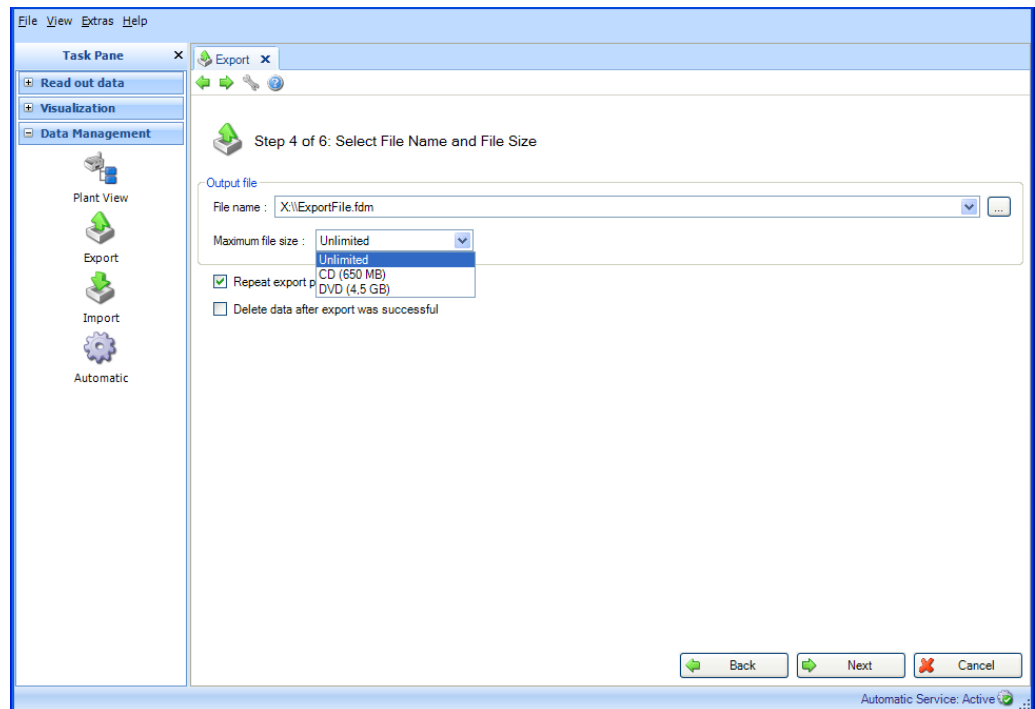 File View Extras Help
Task Pane
Read out data
Visualization
Data Management
Plant View
Export
Import
Automatic
Export
Step 4 of 6: Select File Name and File Size
Output file
File name : X:\\ExportFile.fdm
...
Maximum file size : Unlimited
Unlimited
CD (650 MB)
DVD (4,5 GB)
Repeat export p
Delete data after export was successful
Back Next Cancel
Automatic Service: Active